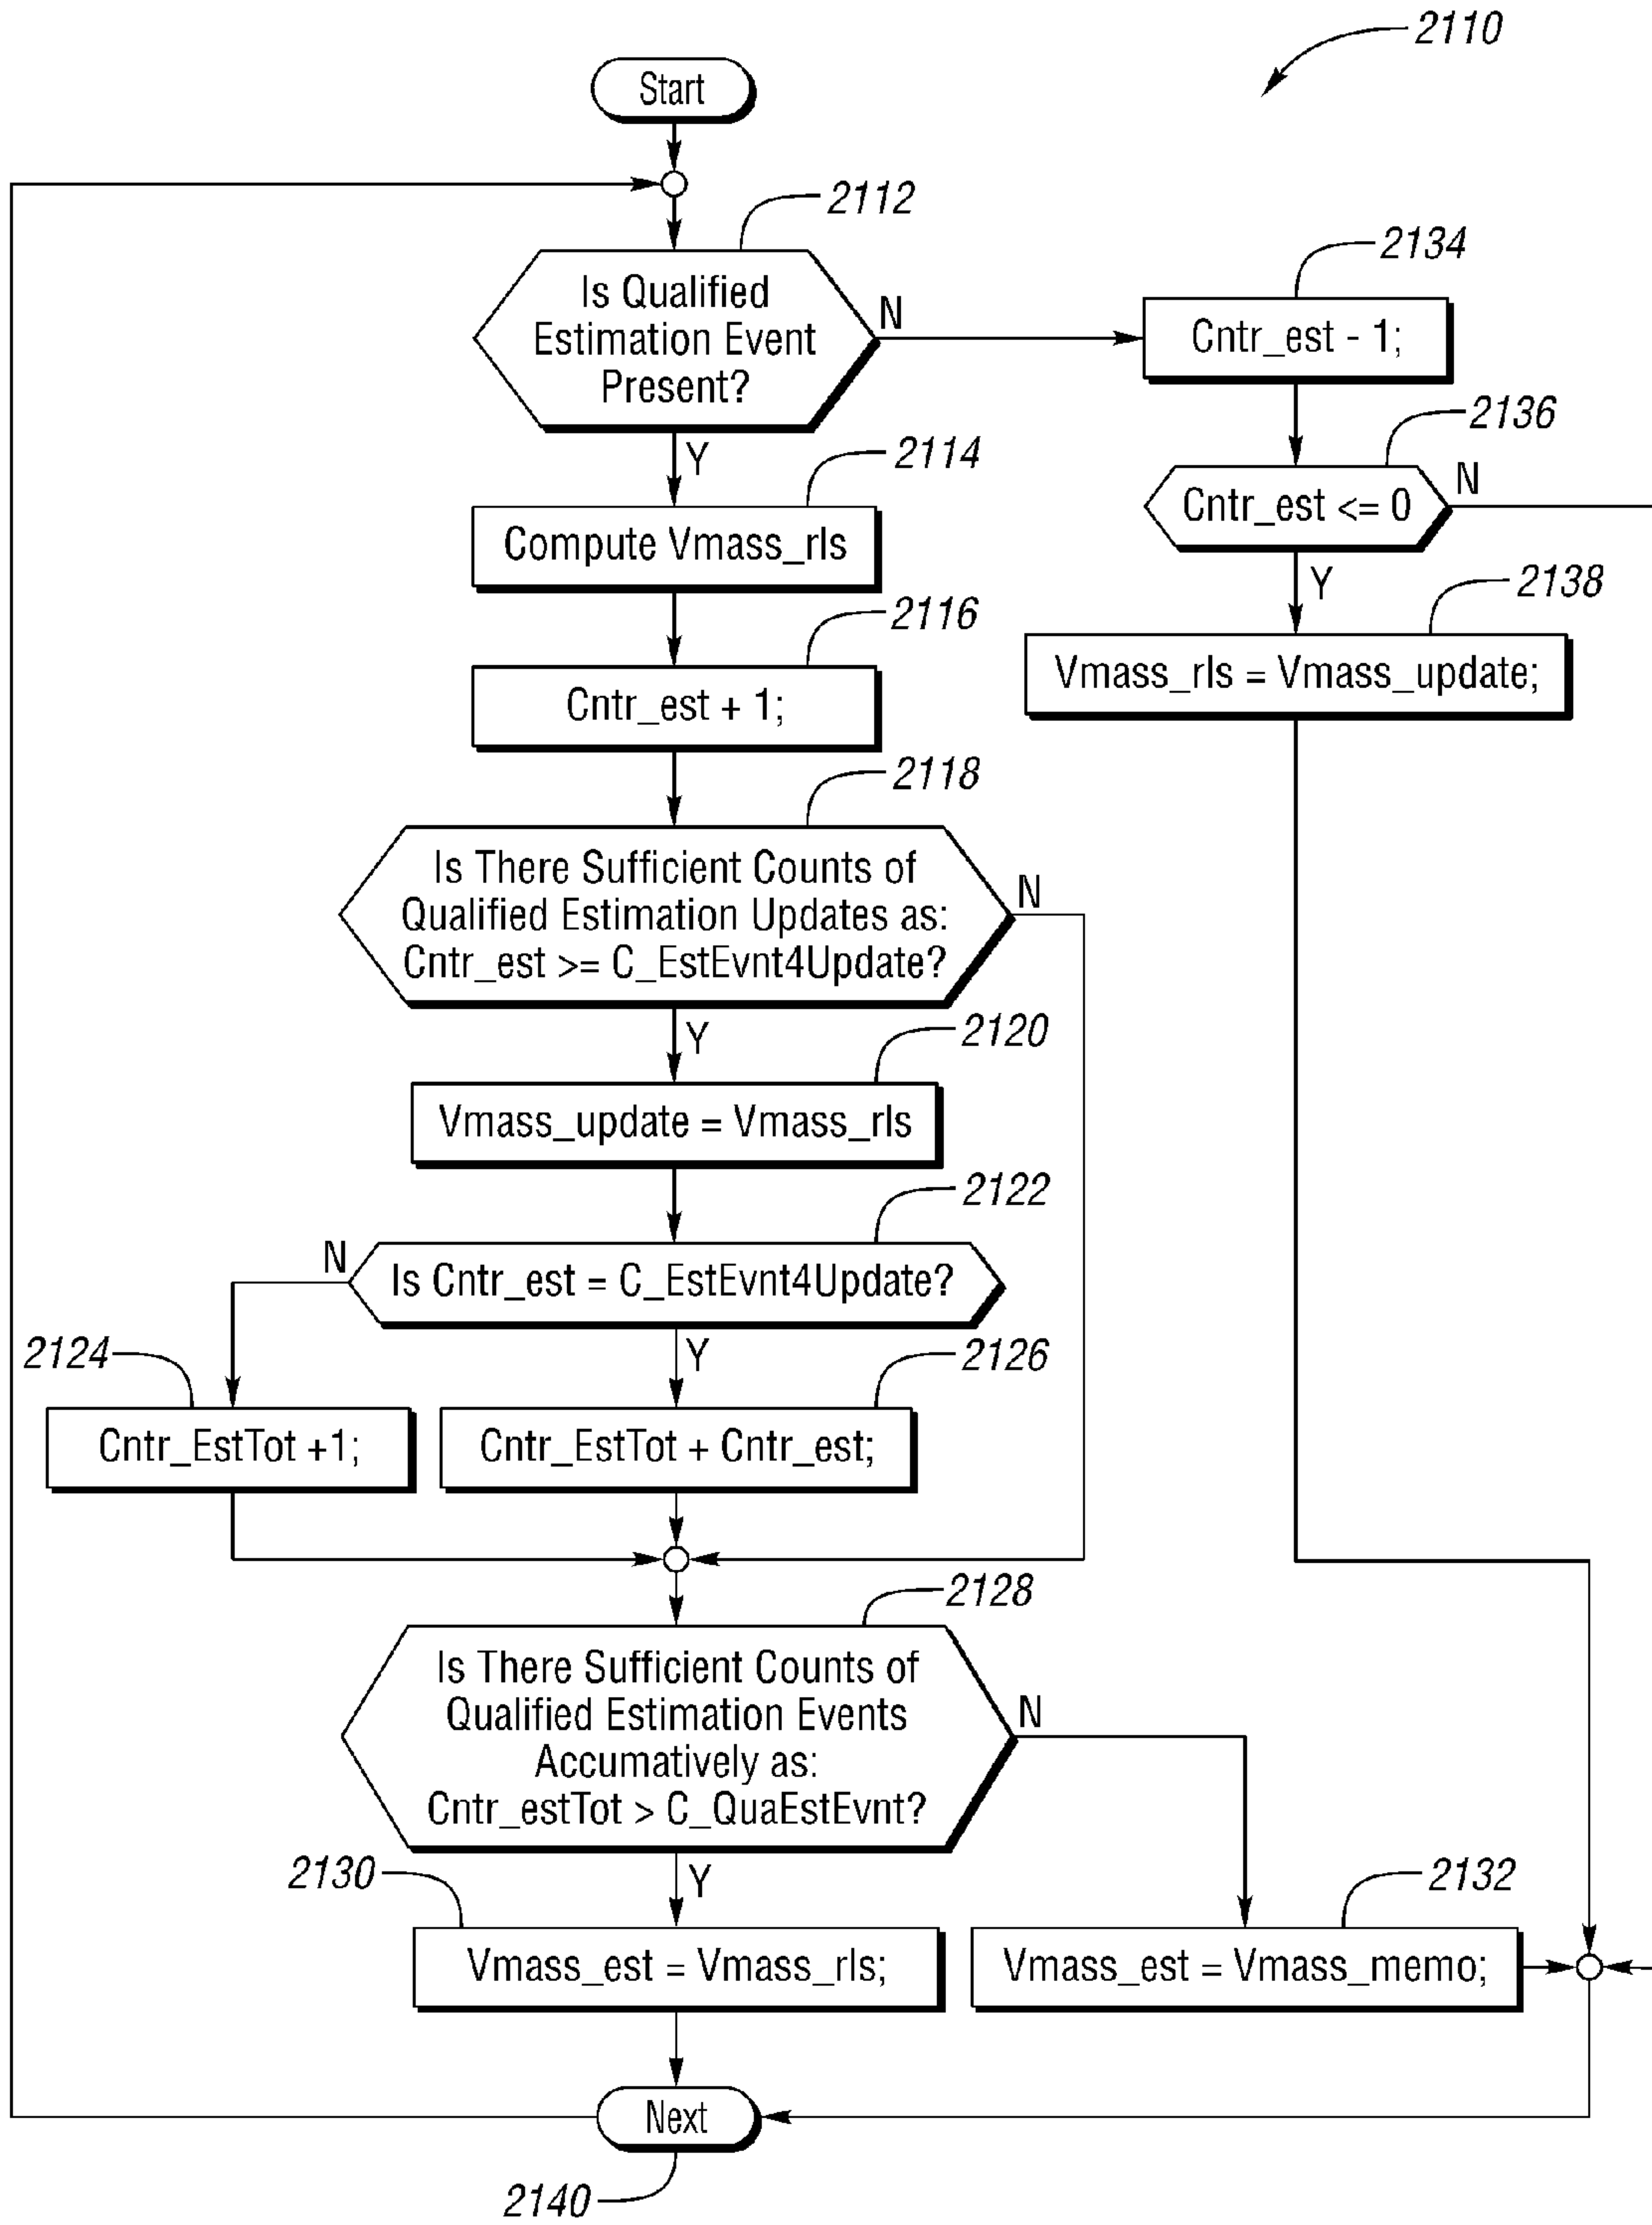 2110
Start
2112
Is Qualified
Estimation Event
Present?
N
Y
2134
Cntr_est - 1;
2136
Cntr_est <= 0
N
Y
2138
Vmass_rls = Vmass_update;
2114
Compute Vmass_rls
2116
Cntr_est + 1;
2118
Is There Sufficient Counts of
Qualified Estimation Updates as:
Cntr_est >= C_EstEvnt4Update?
N
Y
2120
Vmass_update = Vmass_rls
2122
Is Cntr_est = C_EstEvnt4Update?
N
Y
2124
Cntr_EstTot +1;
2126
Cntr_EstTot + Cntr_est;
2128
Is There Sufficient Counts of
Qualified Estimation Events
Accumatively as:
Cntr_estTot > C_QuaEstEvnt?
N
Y
2130
Vmass_est = Vmass_rls;
2132
Vmass_est = Vmass_memo;
Next
2140